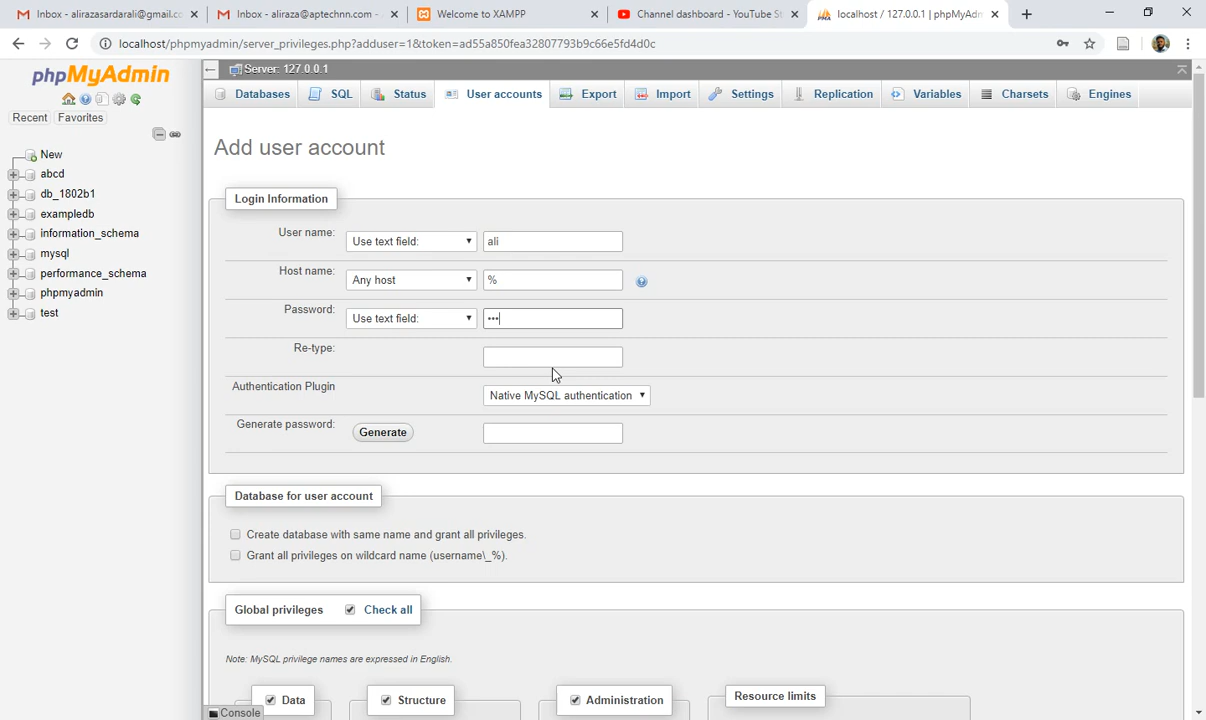 Inbox - alirazasardarali@gmail.co
Inbox - aliraza@aptechnn.com -
Welcome to XAMPP
Channel dashboard - YouTube St
localhost / 127.0.0.1 | phpMyAdm
localhost/phpmyadmin/server_privileges.php?adduser=1&token=ad55a850fea32807793b9c66e5fd4d0c
phpMyAdmin
Recent Favorites
New
abcd
db_1802b1
exampledb
information_schema
mysql
performance_schema
phpmyadmin
test
Server: 127.0.0.1
Databases SQL Status User accounts Export Import Settings Replication Variables Charsets Engines
Add user account
Login Information
User name: Use text field: ali
Host name: Any host %
Password: Use text field: •••
Re-type:
Authentication Plugin Native MySQL authentication
Generate password: Generate
Database for user account
Create database with same name and grant all privileges.
Grant all privileges on wildcard name (username\_%).
Global privileges Check all
Note: MySQL privilege names are expressed in English.
Data Structure Administration Resource limits
Console